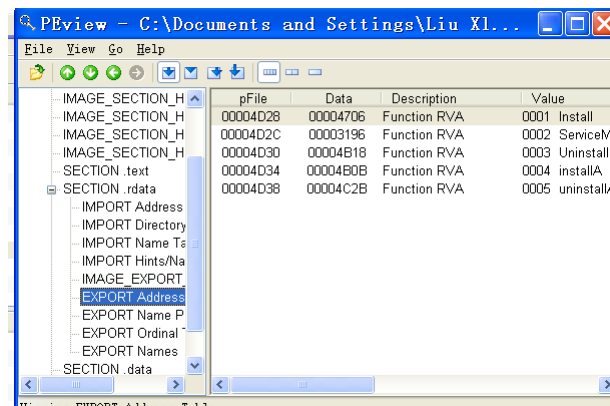 PEview - C:\Documents and Settings\Liu Xl...
File View Go Help
IMAGE_SECTION_H
IMAGE_SECTION_H
IMAGE_SECTION_H
IMAGE_SECTION_H
SECTION .text
SECTION .rdata
IMPORT Address
IMPORT Directory
IMPORT Name Ta
IMPORT Hints/Na
IMAGE_EXPORT_
EXPORT Address
EXPORT Name P
EXPORT Ordinal T
EXPORT Names
SECTION .data
pFile Data Description Value
00004D28 00004706 Function RVA 0001 Install
00004D2C 00003196 Function RVA 0002 ServiceM
00004D30 00004B18 Function RVA 0003 Uninstall
00004D34 00004B0B Function RVA 0004 installA
00004D38 00004C2B Function RVA 0005 uninstallA